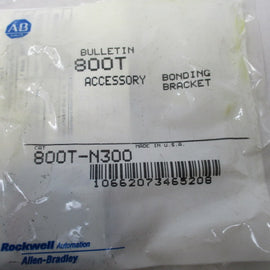 AB
BULLETIN
800T
ACCESSORY BONDING
BRACKET
CAT
MADE IN U.S.A.
800T-N300
10662073465208
Rockwell Automation
Allen-Bradley